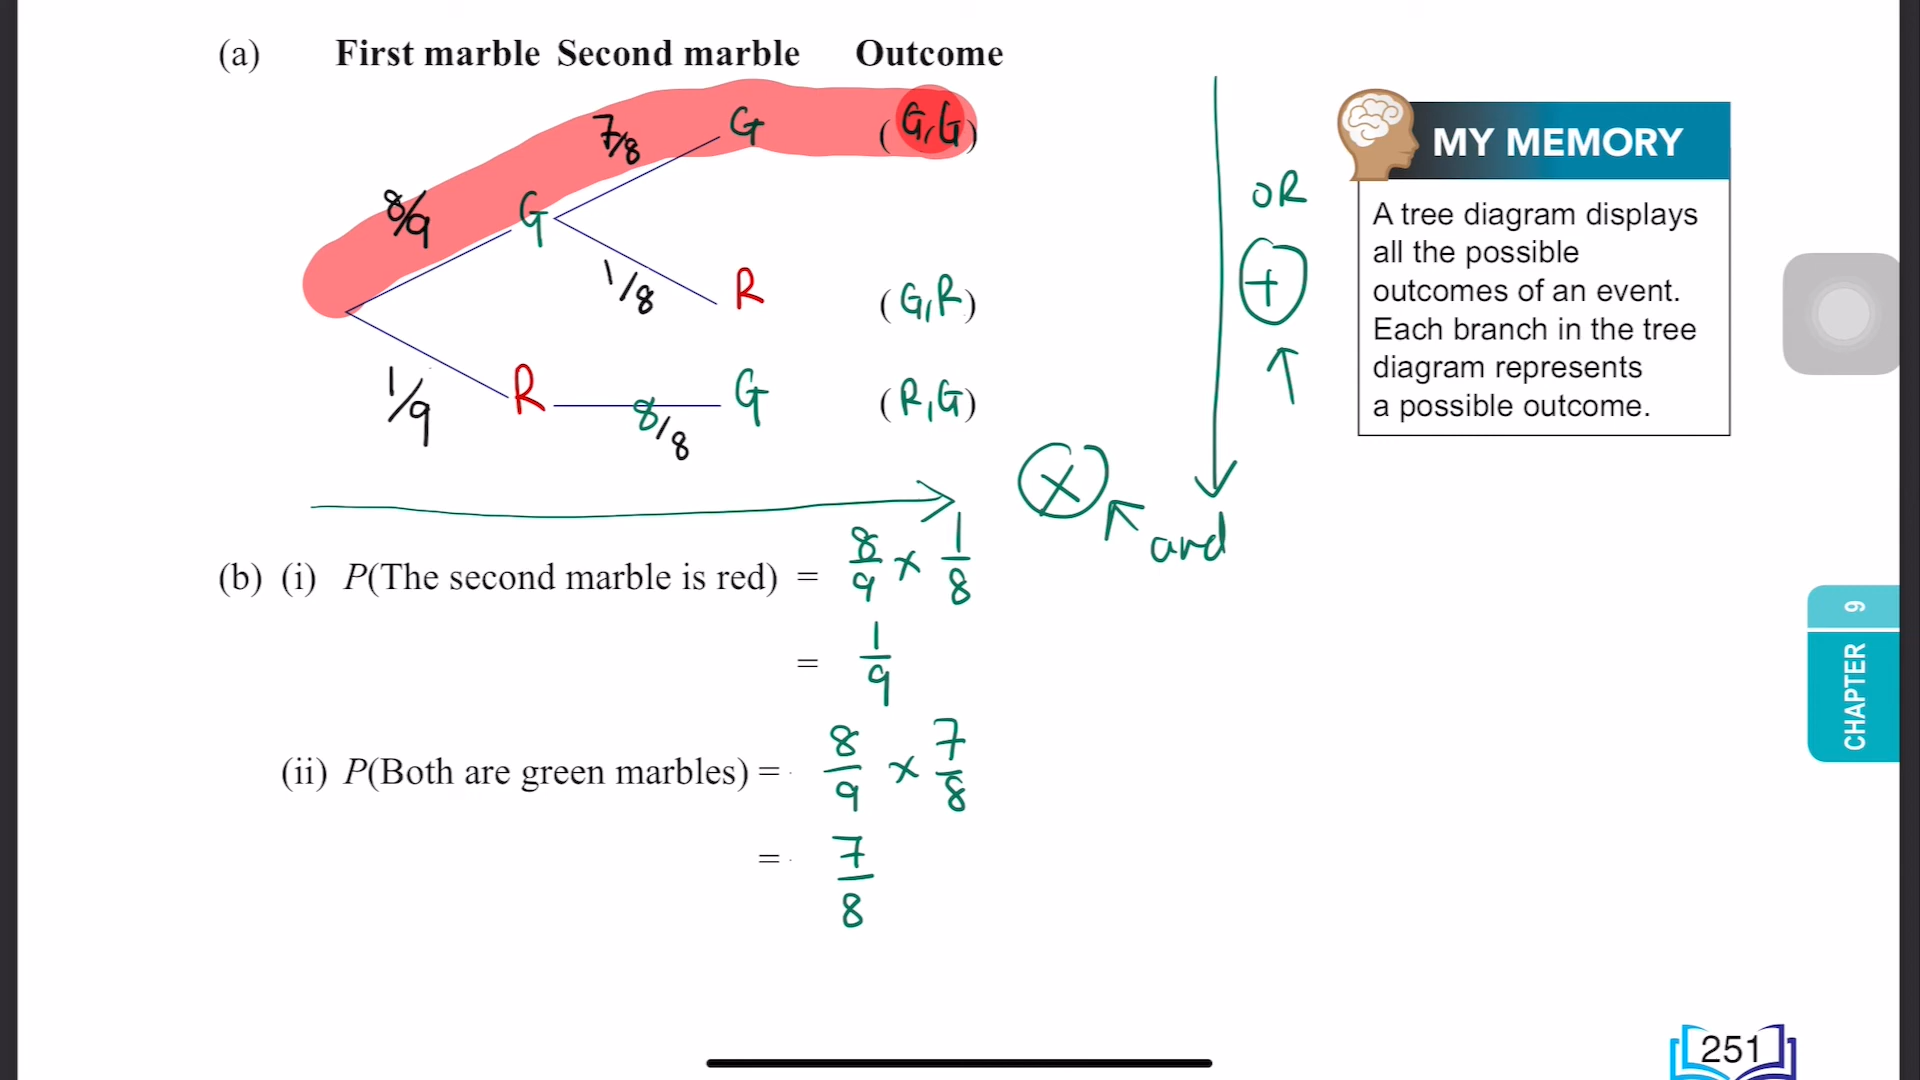 (a) First marble Second marble Outcome
7/8 G (G,G)
8/9 G
1/8 R (G,R)
1/9 R 8/8 G (R,G)
OR
+
×
and
MY MEMORY
A tree diagram displays
all the possible
outcomes of an event.
Each branch in the tree
diagram represents
a possible outcome.
(b) (i) P(The second marble is red) = 8/9 × 1/8
= 1/9
(ii) P(Both are green marbles) = 8/9 × 7/8
= 7/8
CHAPTER 9
251